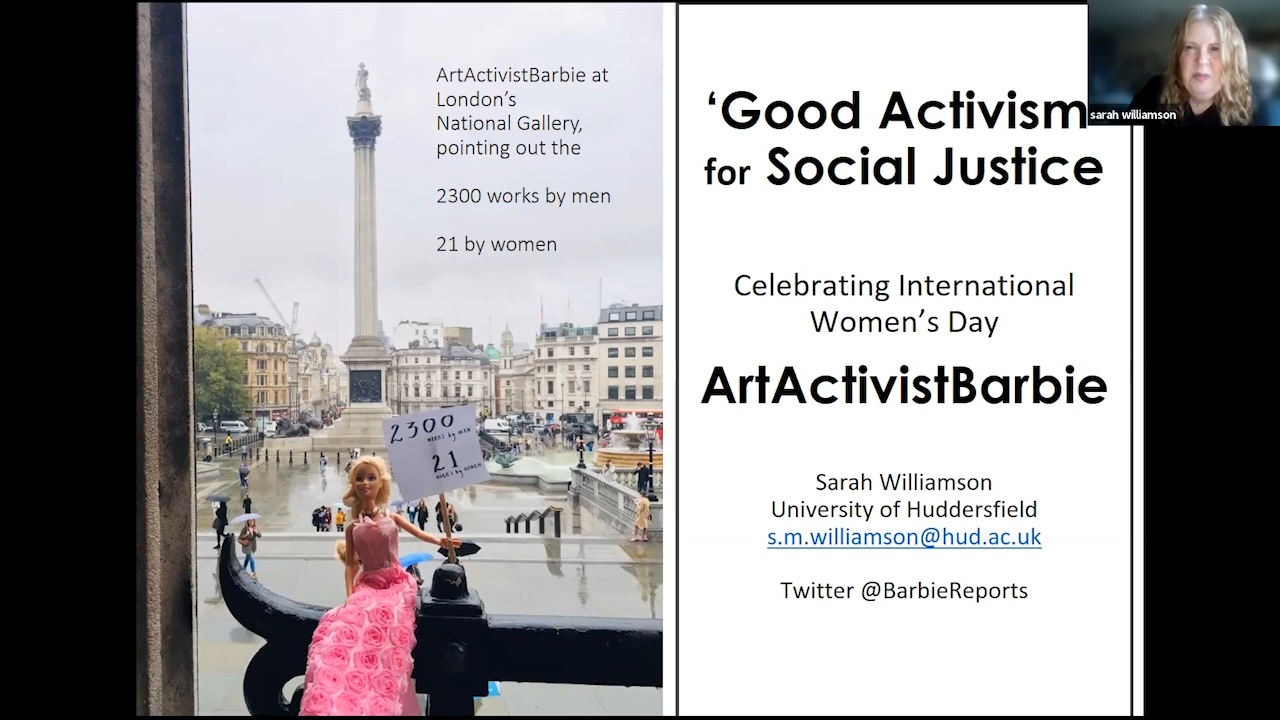 ArtActivistBarbie at
London's
National Gallery,
pointing out the
2300 works by men
21 by women
2300
WORKS by MEN
21
WORKS by WOMEN
'Good Activism
for Social Justice
Celebrating International
Women's Day
ArtActivistBarbie
Sarah Williamson
University of Huddersfield
s.m.williamson@hud.ac.uk
Twitter @BarbieReports
sarah williamson